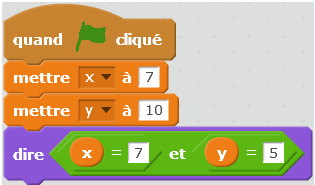 quand cliqué
mettre x à 7
mettre y à 10
dire x = 7 et y = 5